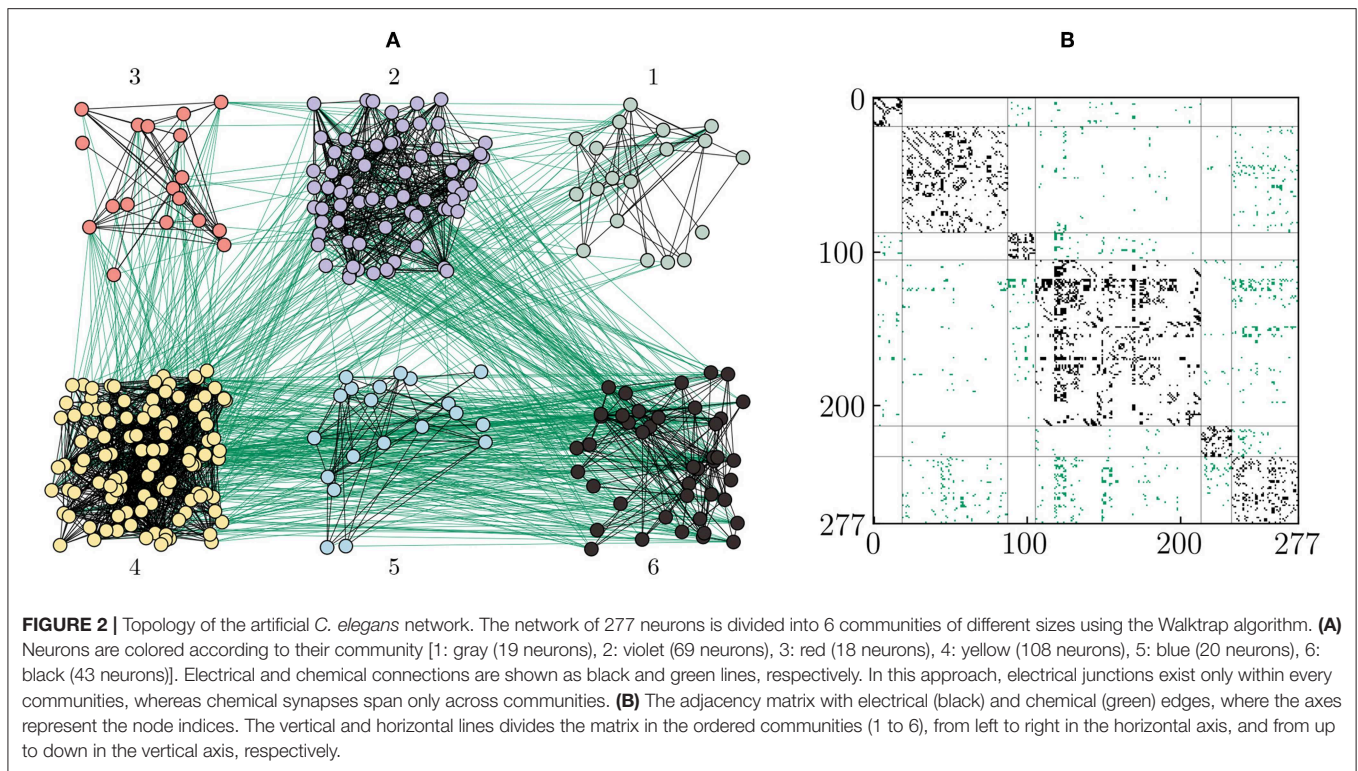 A
B
3
2
1
4
5
6
0
100
200
277
0
100
200
277
FIGURE 2 | Topology of the artificial C. elegans network. The network of 277 neurons is divided into 6 communities of different sizes using the Walktrap algorithm. (A)
Neurons are colored according to their community [1: gray (19 neurons), 2: violet (69 neurons), 3: red (18 neurons), 4: yellow (108 neurons), 5: blue (20 neurons), 6:
black (43 neurons)]. Electrical and chemical connections are shown as black and green lines, respectively. In this approach, electrical junctions exist only within every
communities, whereas chemical synapses span only across communities. (B) The adjacency matrix with electrical (black) and chemical (green) edges, where the axes
represent the node indices. The vertical and horizontal lines divides the matrix in the ordered communities (1 to 6), from left to right in the horizontal axis, and from up
to down in the vertical axis, respectively.